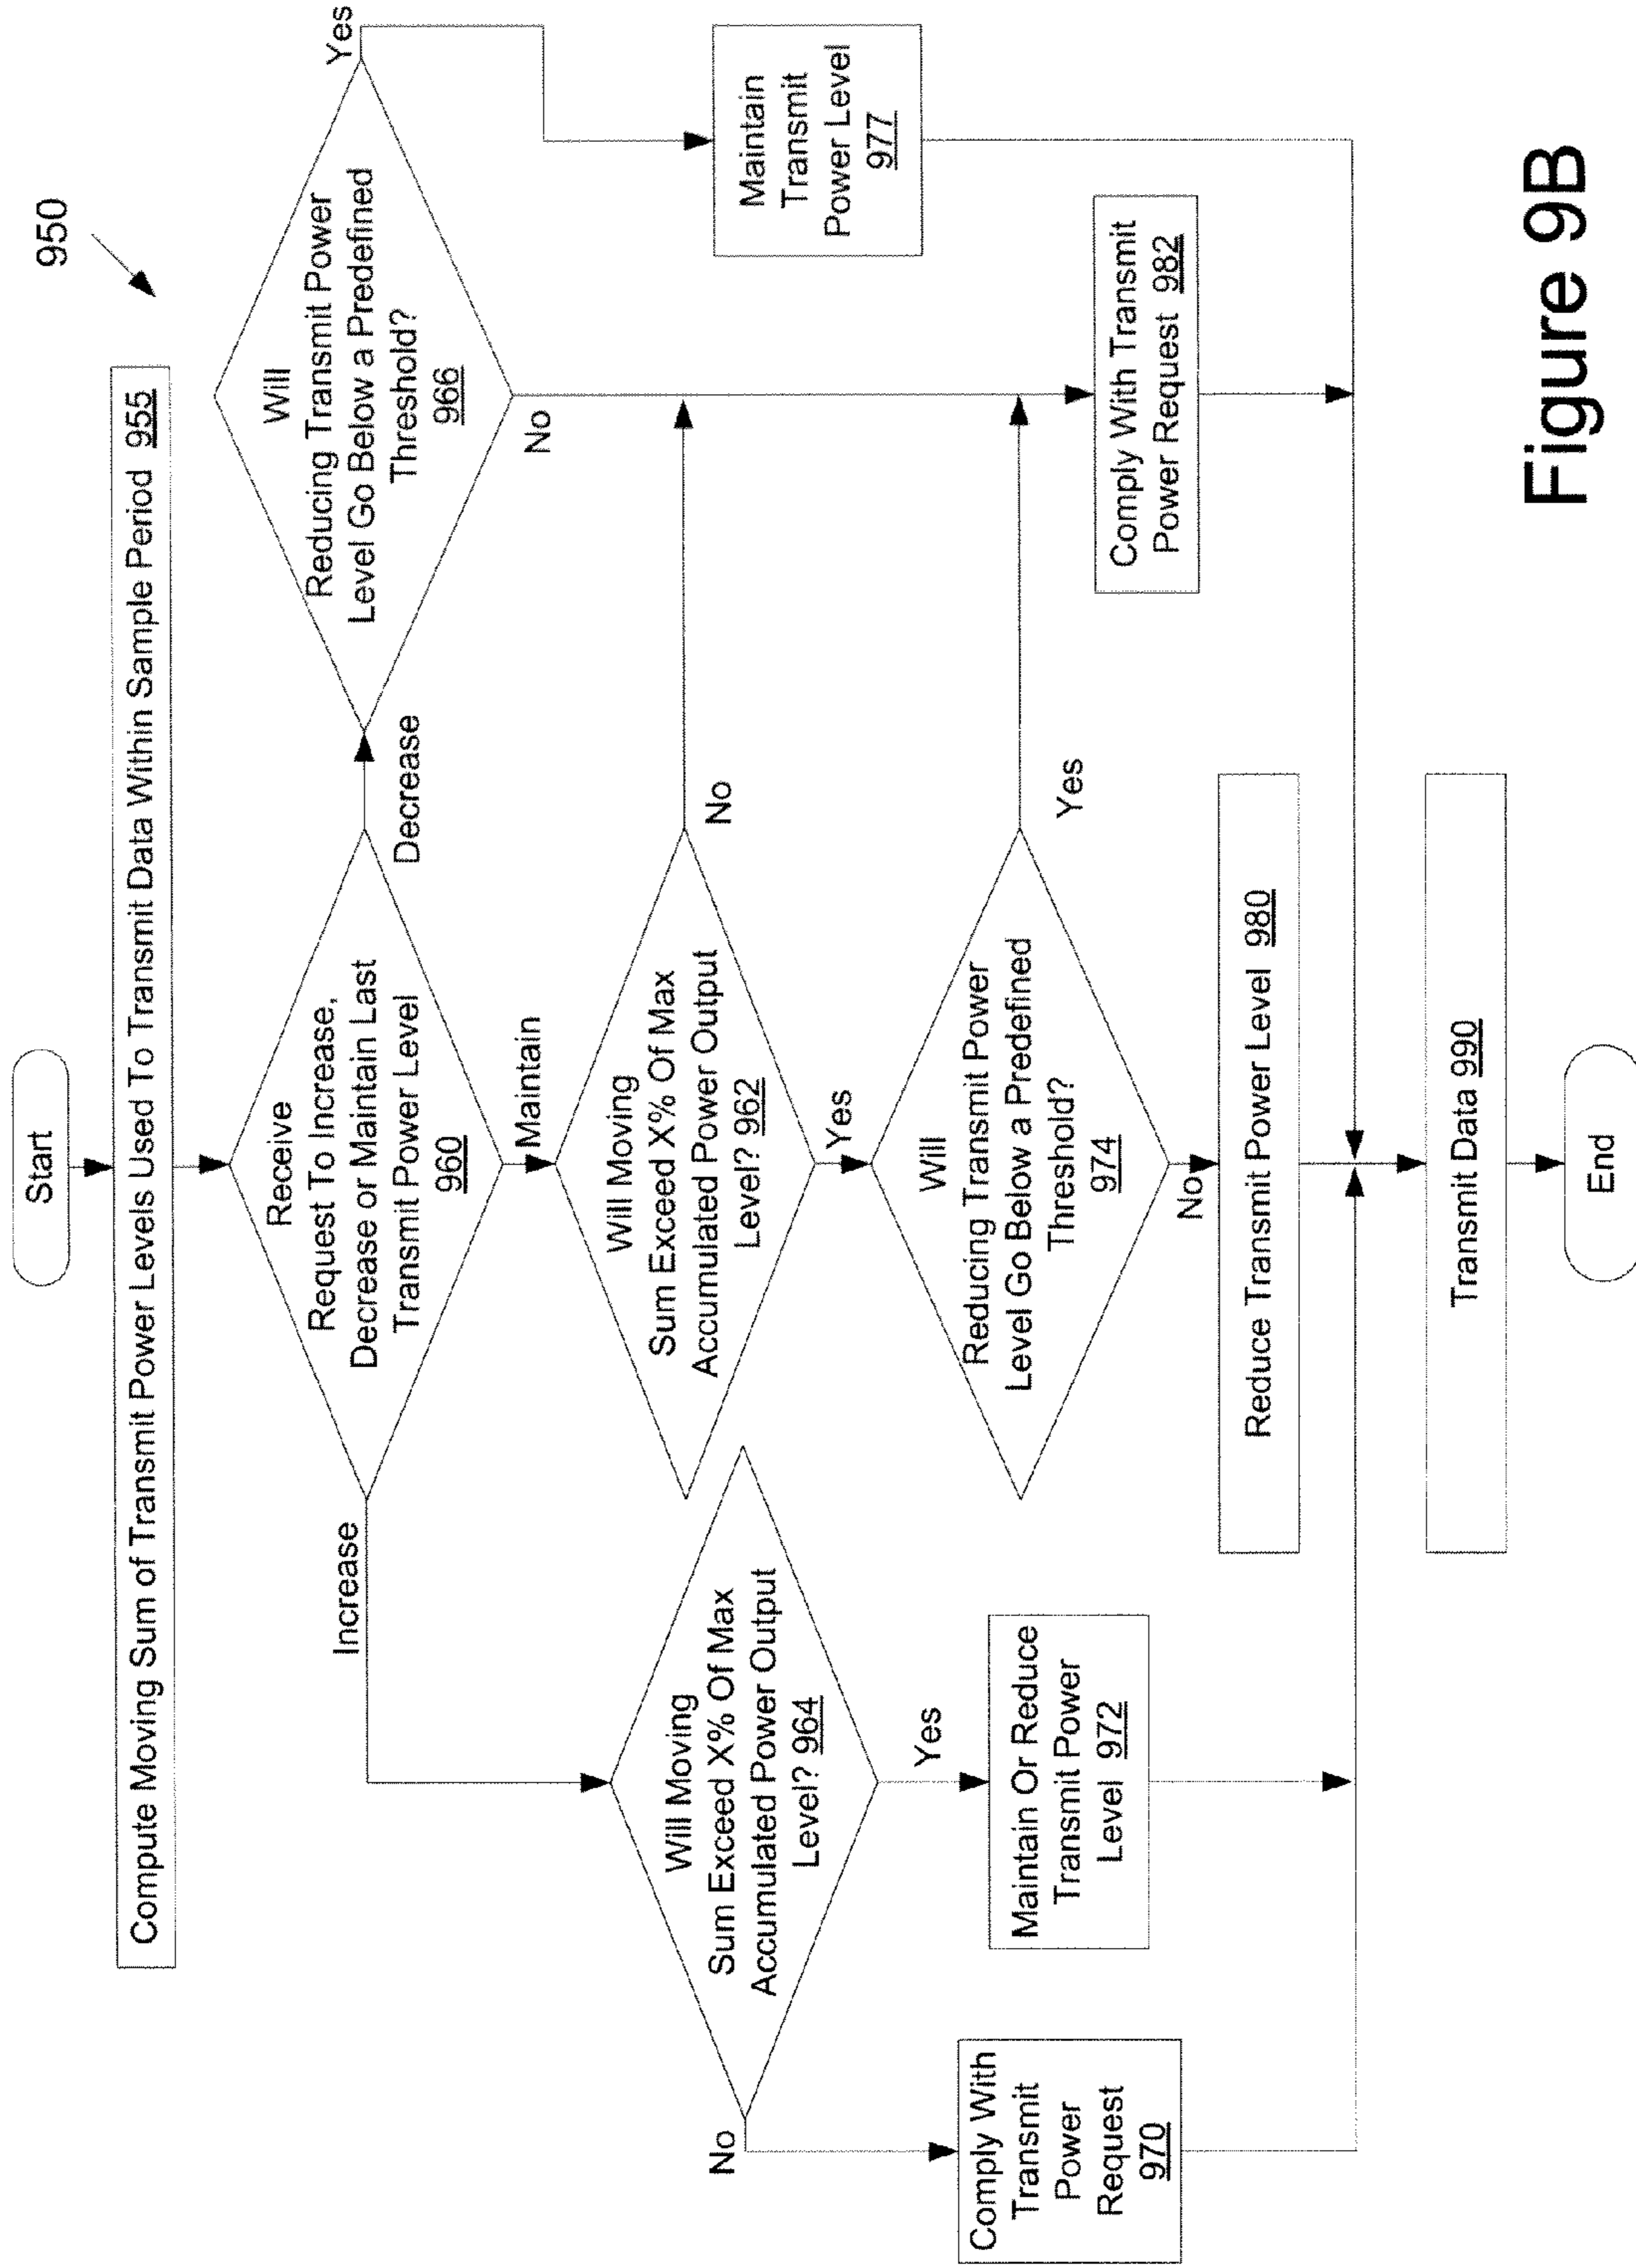 950
Start
Compute Moving Sum of Transmit Power Levels Used To Transmit Data Within Sample Period 955
Receive
Request To Increase,
Decrease or Maintain Last
Transmit Power Level
960
Increase
Maintain
Decrease
Will
Reducing Transmit Power
Level Go Below a Predefined
Threshold?
966
Yes
No
Will Moving
Sum Exceed X% Of Max
Accumulated Power Output
Level? 964
No
Yes
Will Moving
Sum Exceed X% Of Max
Accumulated Power Output
Level? 962
No
Yes
Maintain
Transmit
Power Level
977
Comply With
Transmit
Power
Request
970
Maintain Or Reduce
Transmit Power
Level 972
Will
Reducing Transmit Power
Level Go Below a Predefined
Threshold?
974
Yes
No
Comply With Transmit
Power Request 982
Reduce Transmit Power Level 980
Transmit Data 990
End
Figure 9B